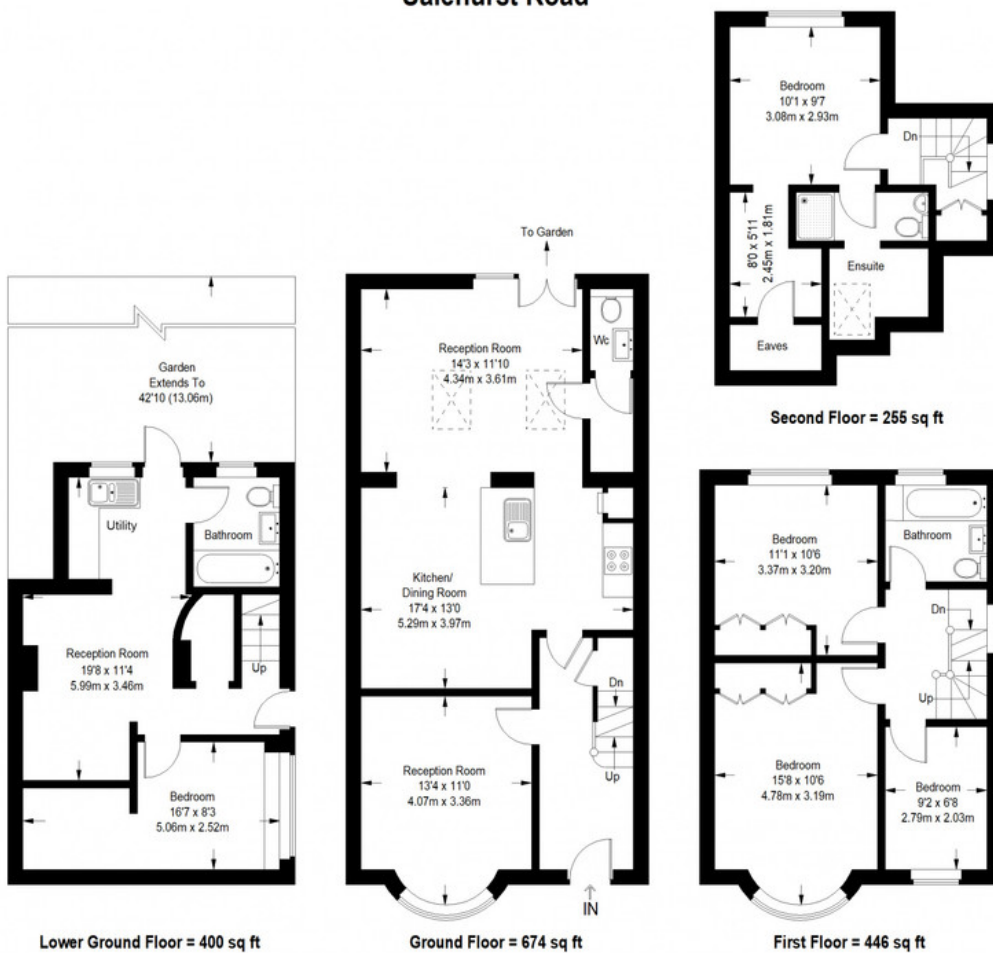 Bedroom
10'1 x 9'7
3.08m x 2.93m
Dn
8'0 x 5'11
2.45m x 1.81m
Ensuite
Eaves
Second Floor = 255 sq ft
Garden
Extends To
42'10 (13.06m)
Utility
Bathroom
Reception Room
19'8 x 11'4
5.99m x 3.46m
Up
Bedroom
16'7 x 8'3
5.06m x 2.52m
Lower Ground Floor = 400 sq ft
To Garden
Reception Room
14'3 x 11'10
4.34m x 3.61m
Wc
Kitchen/
Dining Room
17'4 x 13'0
5.29m x 3.97m
Dn
Up
Reception Room
13'4 x 11'0
4.07m x 3.36m
IN
Ground Floor = 674 sq ft
Bedroom
11'1 x 10'6
3.37m x 3.20m
Bathroom
Dn
Up
Bedroom
15'8 x 10'6
4.78m x 3.19m
Bedroom
9'2 x 6'8
2.79m x 2.03m
First Floor = 446 sq ft